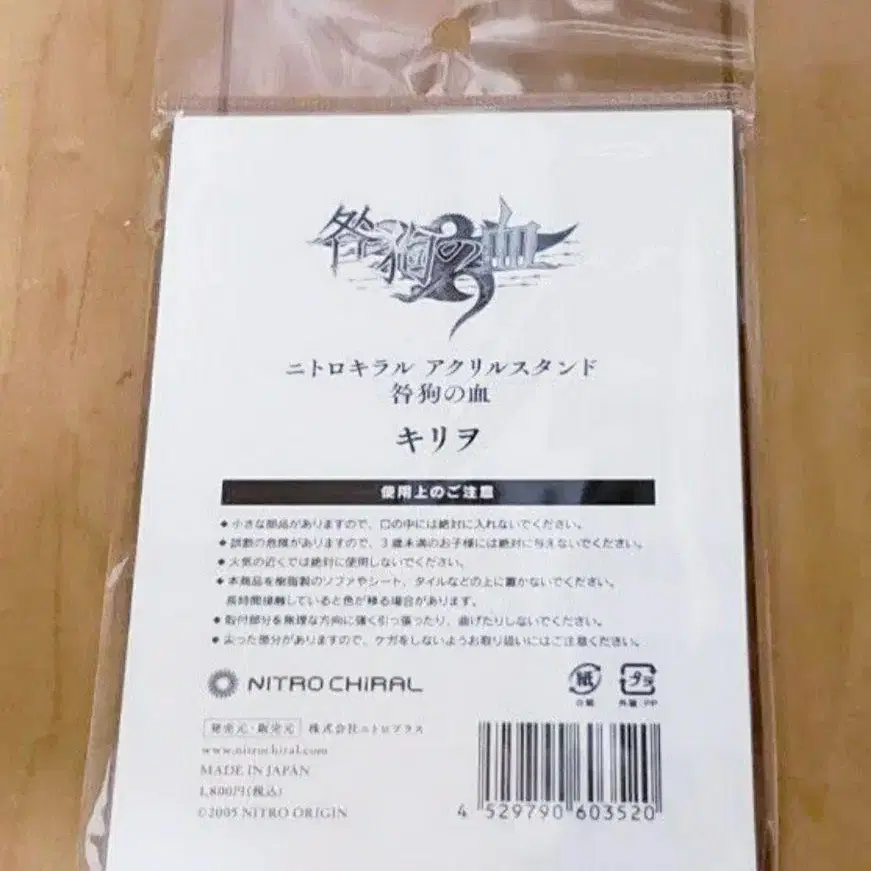 咎狗の血
ニトロキラル アクリルスタンド
咎狗の血
キリヲ
使用上のご注意
◆小さな部品がありますので、口の中には絶対に入れないでください。
◆誤飲の危険がありますので、3歳未満のお子様には絶対に与えないでください。
◆火気の近くでは絶対に使用しないでください。
◆本商品を樹脂製のソファやシート、タイルなどの上に置かないでください。
長時間接触していると色が移る場合があります。
◆取付部分を無理な方向に強く引っ張ったり、曲げたりしないでください。
◆尖った部分がありますので、ケガをしないようお取り扱いにはご注意ください。
NITRO CHiRAL
紙 プラ
台紙 外装:PP
発売元・販売元 株式会社ニトロプラス
www.nitrochiral.com
MADE IN JAPAN
1,800円(税込)
©2005 NITRO ORIGIN
4 529790 603520